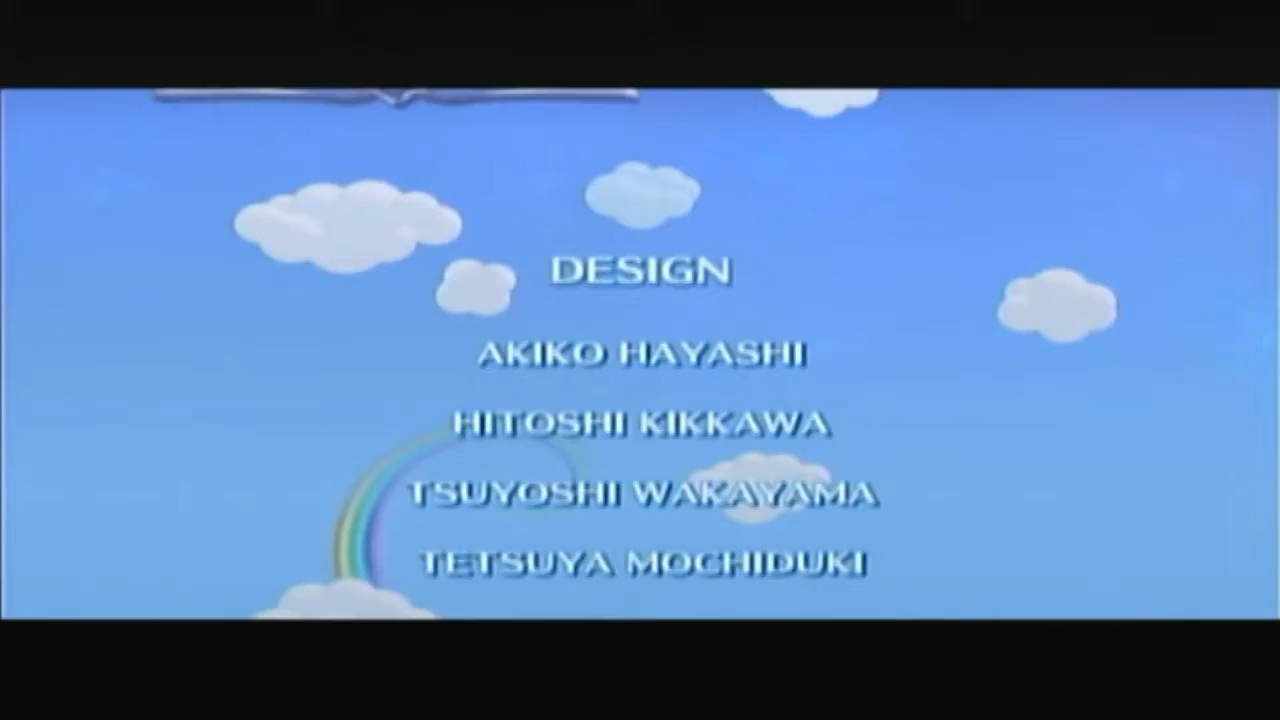 DESIGN
AKIKO HAYASHI
HITOSHI KIKKAWA
TSUYOSHI WAKAYAMA
TETSUYA MOCHIDUKI